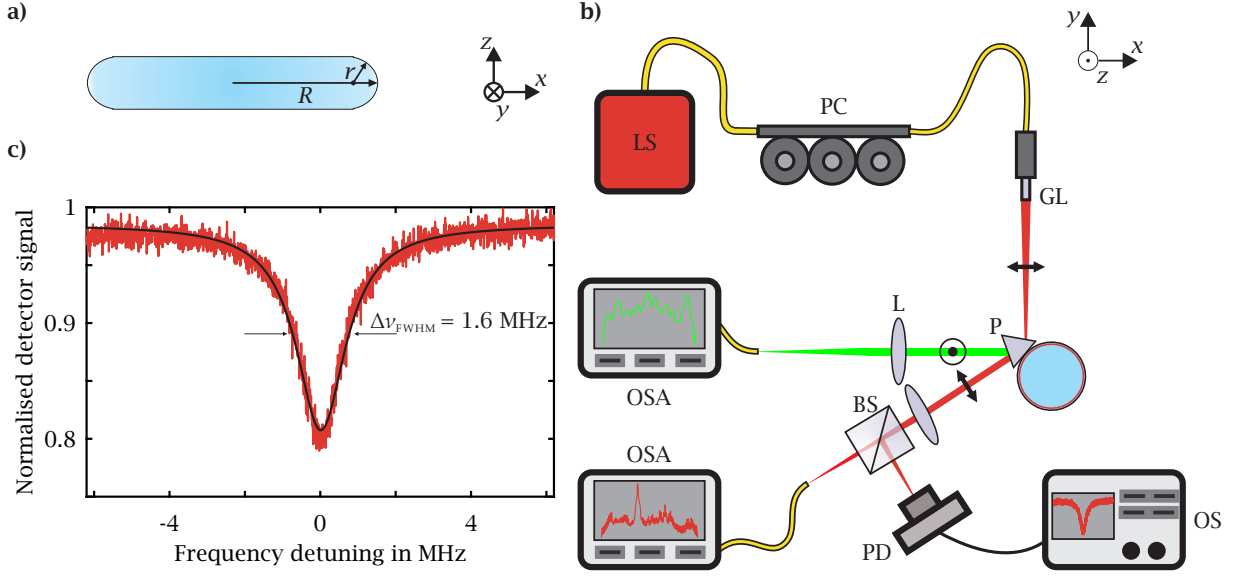 a)
r
R
z
x
y
b)
y
x
z
LS
PC
GL
L
P
OSA
BS
OSA
PD
OS
c)
Normalised detector signal
1
0.9
0.8
Δν_FWHM = 1.6 MHz
-4
0
4
Frequency detuning in MHz